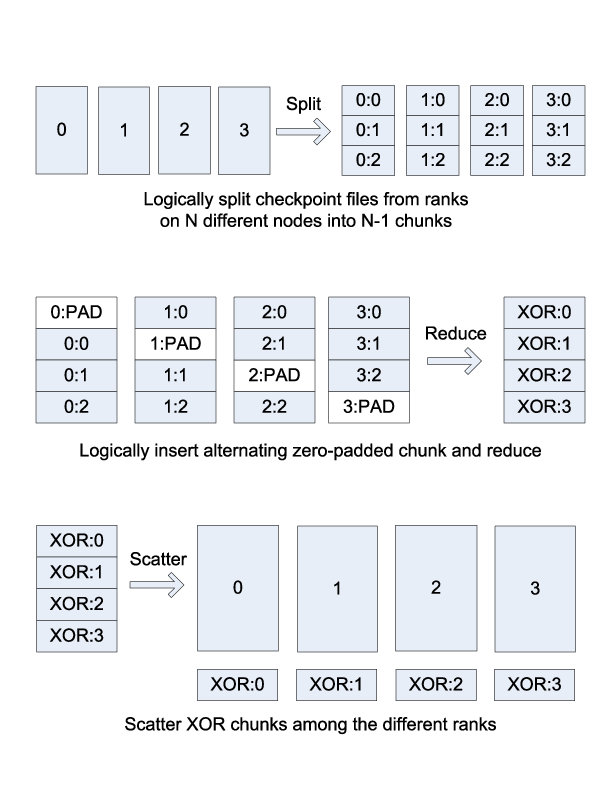 0 1 2 3
Split
0:0 1:0 2:0 3:0
0:1 1:1 2:1 3:1
0:2 1:2 2:2 3:2
Logically split checkpoint files from ranks
on N different nodes into N-1 chunks
0:PAD 1:0 2:0 3:0
0:0 1:PAD 2:1 3:1
0:1 1:1 2:PAD 3:2
0:2 1:2 2:2 3:PAD
Reduce
XOR:0
XOR:1
XOR:2
XOR:3
Logically insert alternating zero-padded chunk and reduce
XOR:0
XOR:1
XOR:2
XOR:3
Scatter
0 1 2 3
XOR:0 XOR:1 XOR:2 XOR:3
Scatter XOR chunks among the different ranks